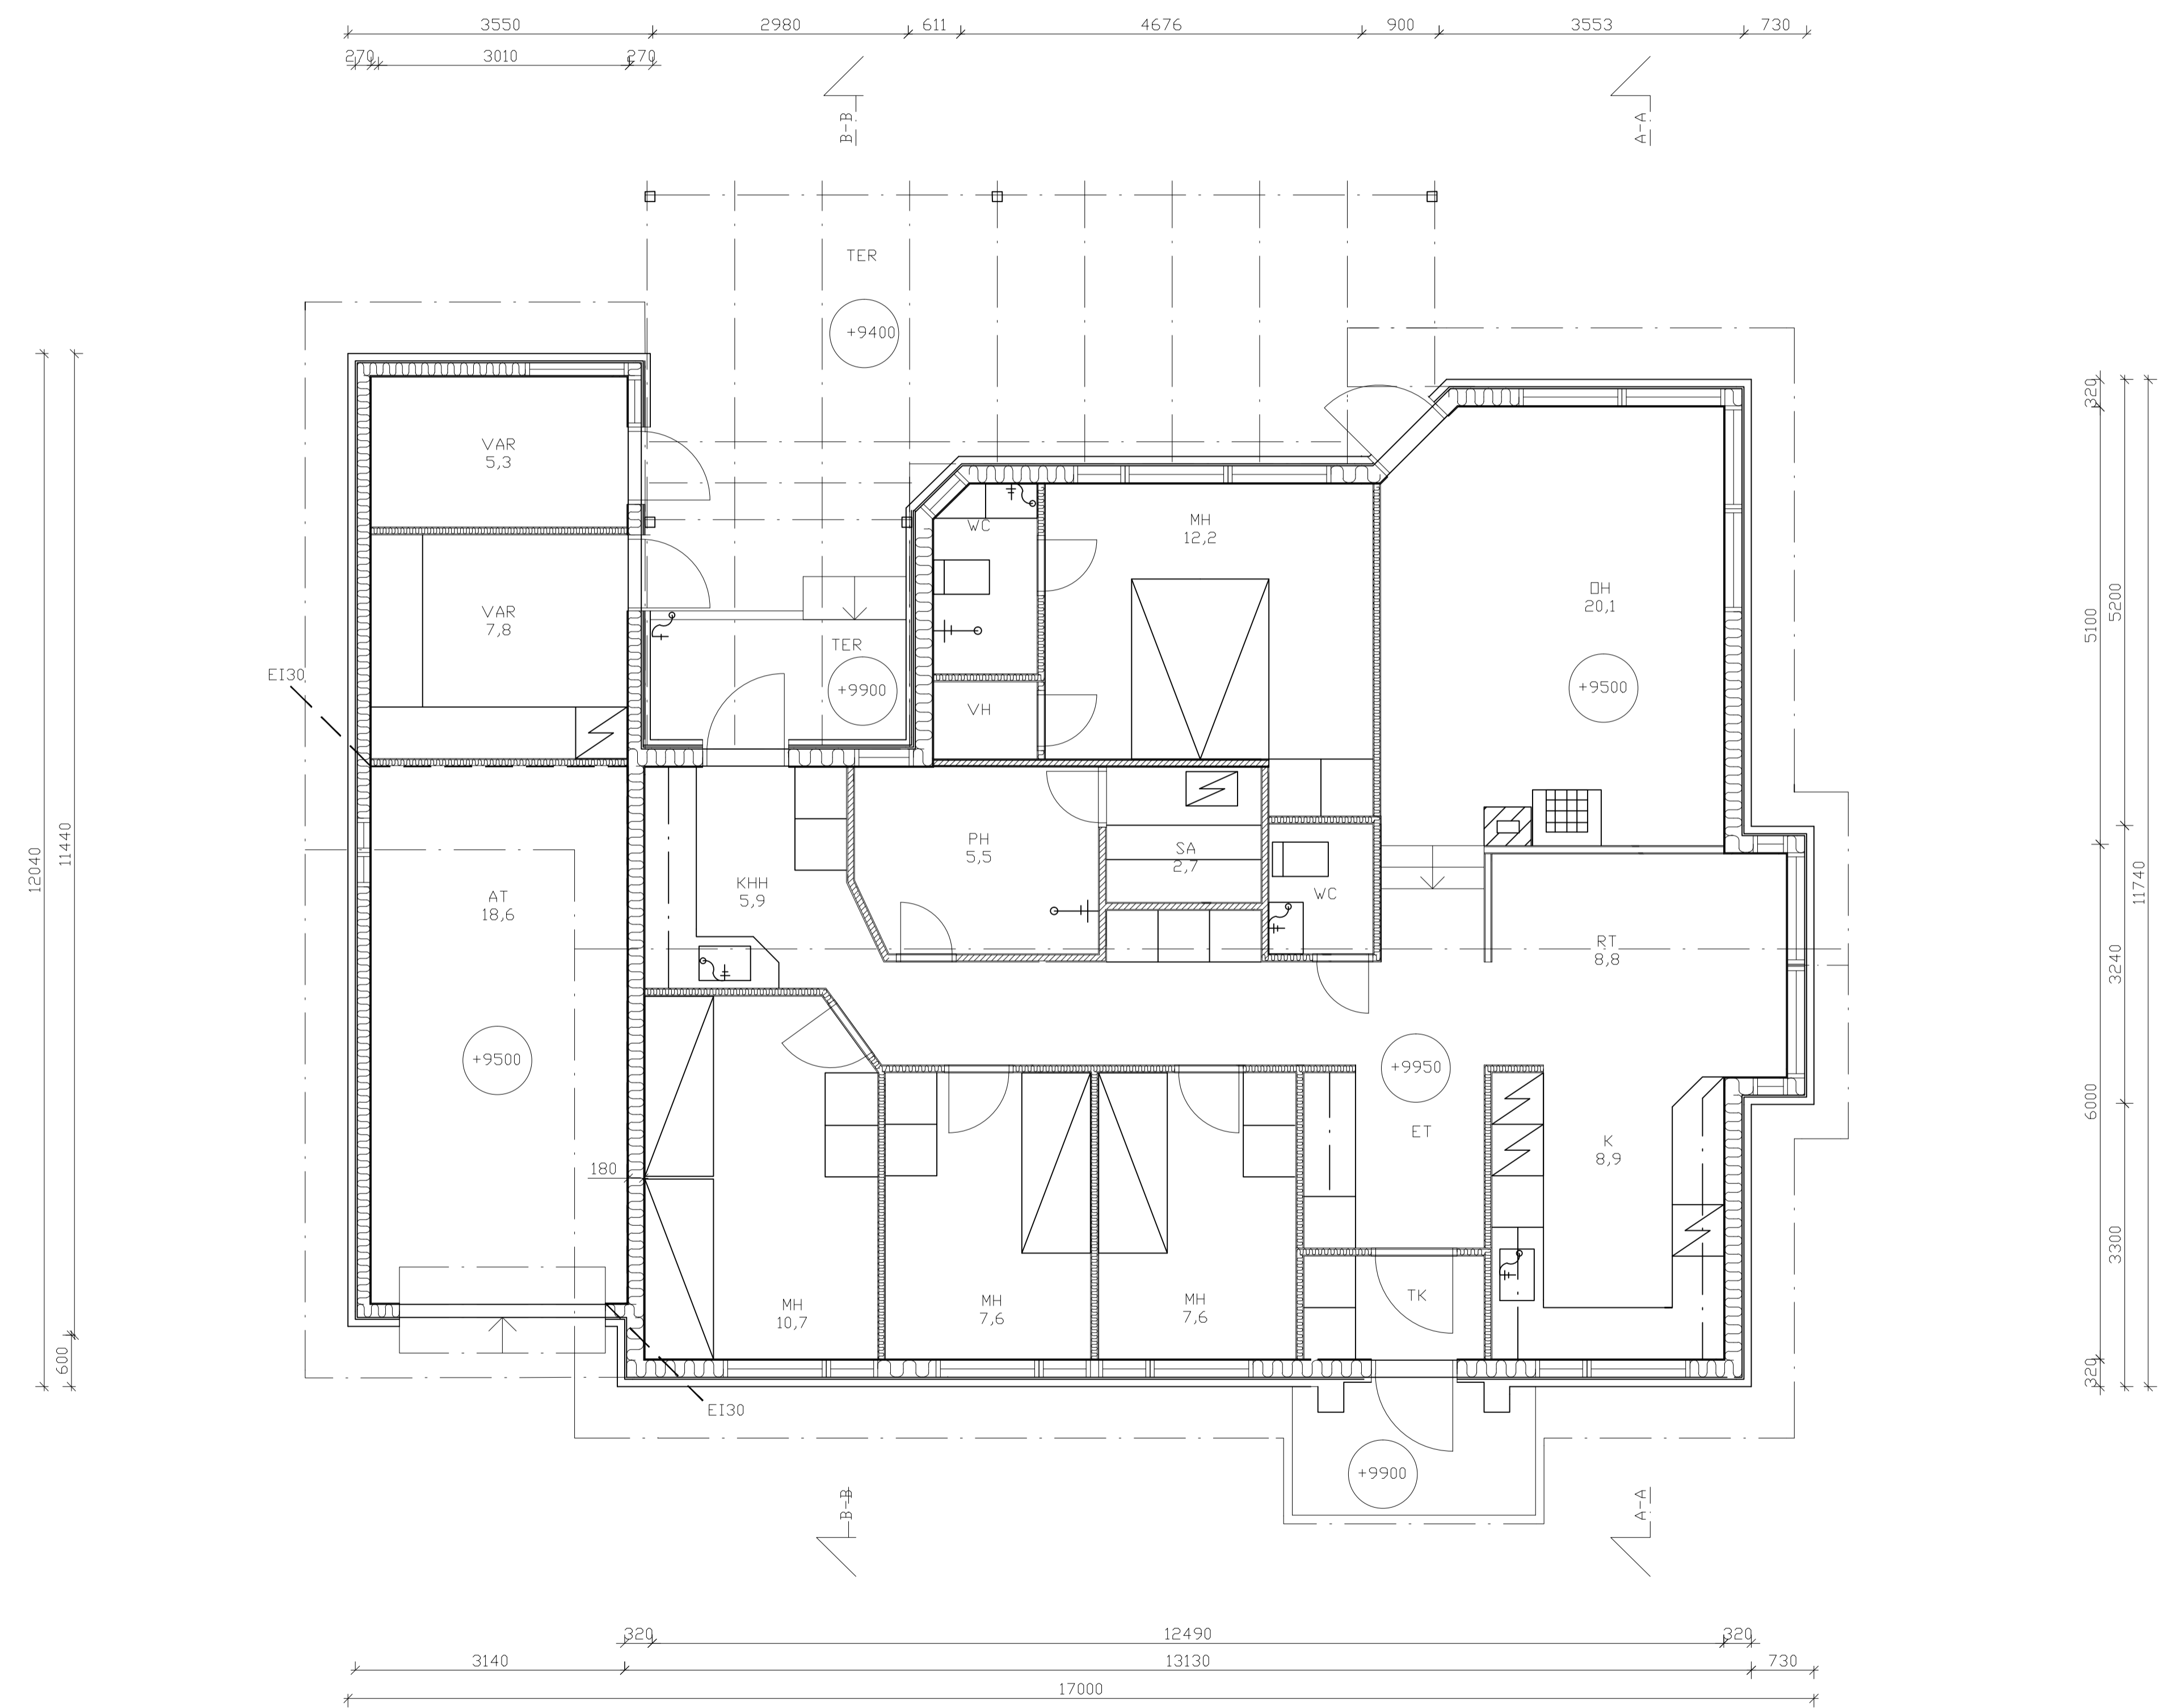 3550 2980 611 4676 900 3553 730
270 3010 270
B-B A-A
TER
+9400
320
VAR
5,3
WC
MH
12,2
OH
20,1
5100
5200
VAR
7,8
TER
EI30
+9900
+9500
VH
12040
11440
PH
5,5
SA
2,7
KHH
5,9
WC
AT
18,6
11740
RT
8,8
3240
+9500
+9950
6000
ET
K
8,9
180
3300
MH
10,7
MH
7,6
MH
7,6
TK
600
320
EI30
+9900
B-B A-A
320 12490 320
3140 13130 730
17000